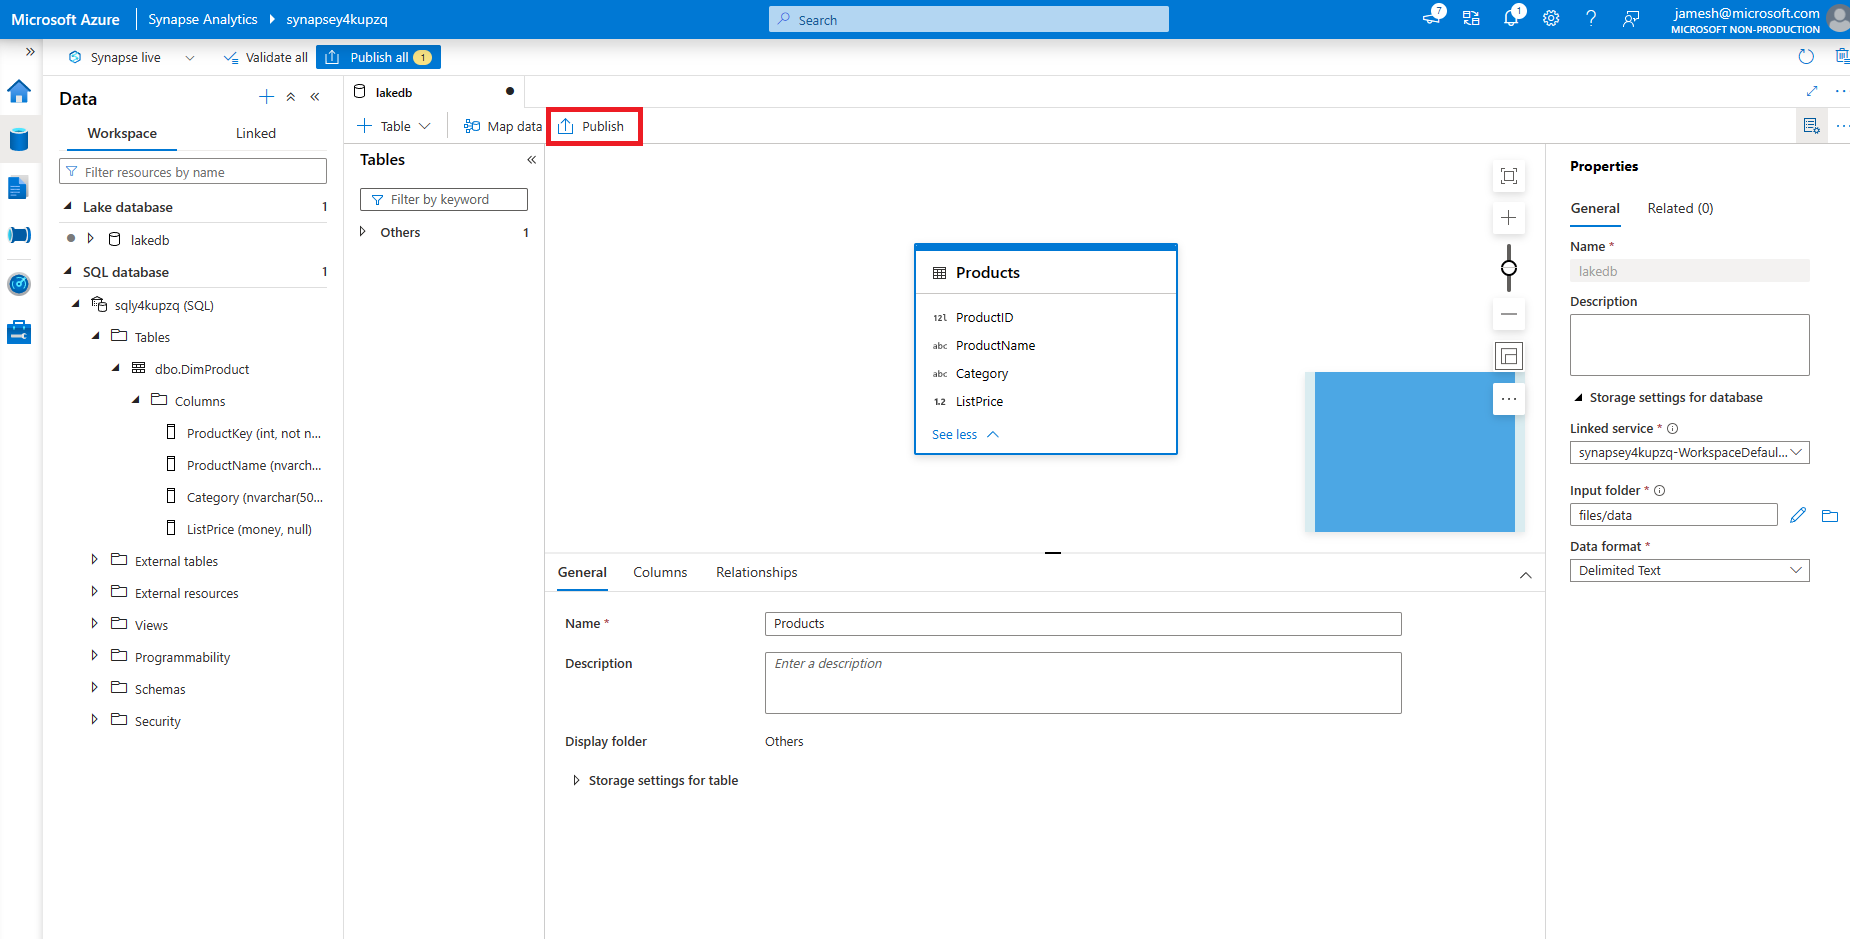 Microsoft Azure
Synapse Analytics
synapsey4kupzq
Search
7
1
jamesh@microsoft.com
MICROSOFT NON-PRODUCTION
Synapse live
Validate all
Publish all 1
Data
Workspace
Linked
Filter resources by name
Lake database 1
lakedb
SQL database 1
sqly4kupzq (SQL)
Tables
dbo.DimProduct
Columns
ProductKey (int, not n...
ProductName (nvarch...
Category (nvarchar(50...
ListPrice (money, null)
External tables
External resources
Views
Programmability
Schemas
Security
lakedb
Table
Map data
Publish
Tables
Filter by keyword
Others 1
Products
12l ProductID
abc ProductName
abc Category
1.2 ListPrice
See less
General
Columns
Relationships
Name *
Products
Description
Enter a description
Display folder
Others
Storage settings for table
Properties
General
Related (0)
Name *
lakedb
Description
Storage settings for database
Linked service *
synapsey4kupzq-WorkspaceDefaul...
Input folder *
files/data
Data format *
Delimited Text